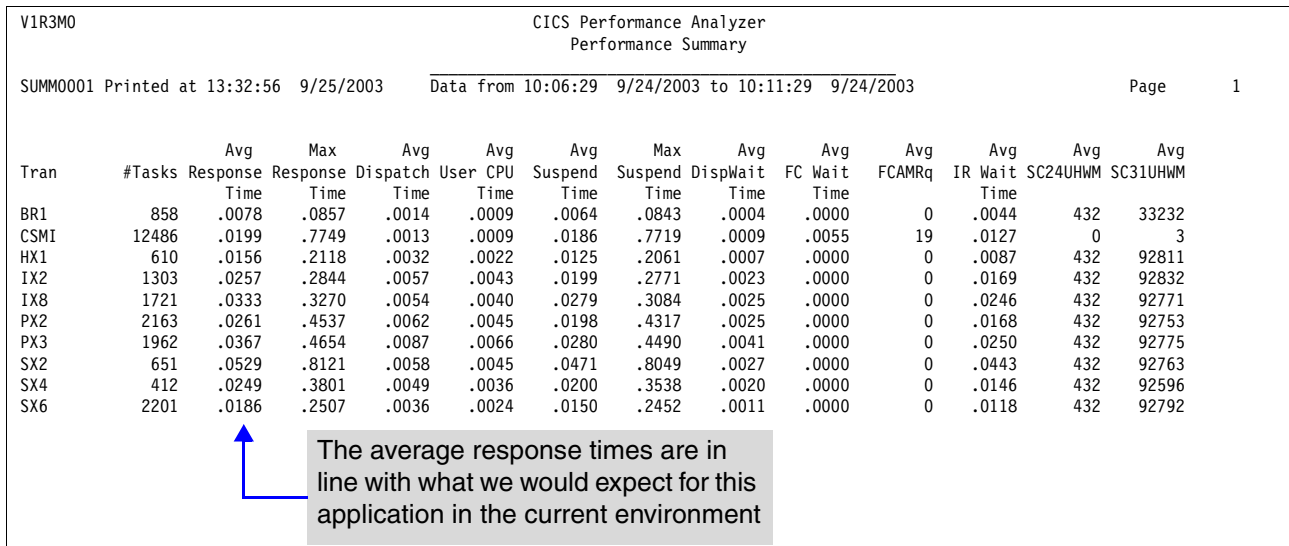 V1R3M0 CICS Performance Analyzer
Performance Summary
SUMM0001 Printed at 13:32:56 9/25/2003 Data from 10:06:29 9/24/2003 to 10:11:29 9/24/2003 Page 1
Avg Max Avg Avg Avg Max Avg Avg Avg Avg Avg Avg
Tran #Tasks Response Response Dispatch User CPU Suspend Suspend DispWait FC Wait FCAMRq IR Wait SC24UHWM SC31UHWM
Time Time Time Time Time Time Time Time Time
BR1 858 .0078 .0857 .0014 .0009 .0064 .0843 .0004 .0000 0 .0044 432 33232
CSMI 12486 .0199 .7749 .0013 .0009 .0186 .7719 .0009 .0055 19 .0127 0 3
HX1 610 .0156 .2118 .0032 .0022 .0125 .2061 .0007 .0000 0 .0087 432 92811
IX2 1303 .0257 .2844 .0057 .0043 .0199 .2771 .0023 .0000 0 .0169 432 92832
IX8 1721 .0333 .3270 .0054 .0040 .0279 .3084 .0025 .0000 0 .0246 432 92771
PX2 2163 .0261 .4537 .0062 .0045 .0198 .4317 .0025 .0000 0 .0168 432 92753
PX3 1962 .0367 .4654 .0087 .0066 .0280 .4490 .0041 .0000 0 .0250 432 92775
SX2 651 .0529 .8121 .0058 .0045 .0471 .8049 .0027 .0000 0 .0443 432 92763
SX4 412 .0249 .3801 .0049 .0036 .0200 .3538 .0020 .0000 0 .0146 432 92596
SX6 2201 .0186 .2507 .0036 .0024 .0150 .2452 .0011 .0000 0 .0118 432 92792
The average response times are in
line with what we would expect for this
application in the current environment